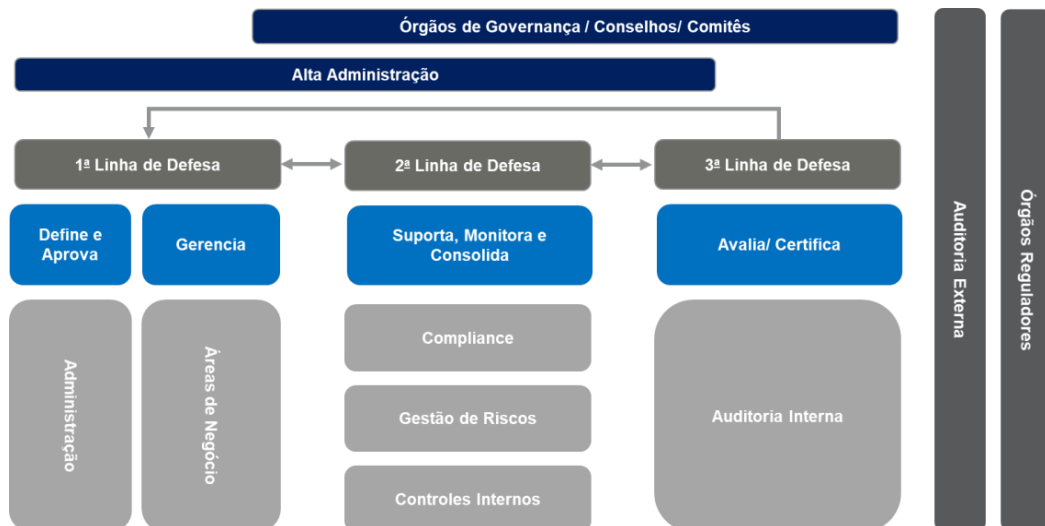 Órgãos de Governança / Conselhos/ Comitês
Alta Administração
1ª Linha de Defesa
2ª Linha de Defesa
3ª Linha de Defesa
Define e
Aprova
Gerencia
Suporta, Monitora e
Consolida
Avalia/ Certifica
Administração
Áreas de Negócio
Compliance
Gestão de Riscos
Controles Internos
Auditoria Interna
Auditoria Externa
Órgãos Reguladores